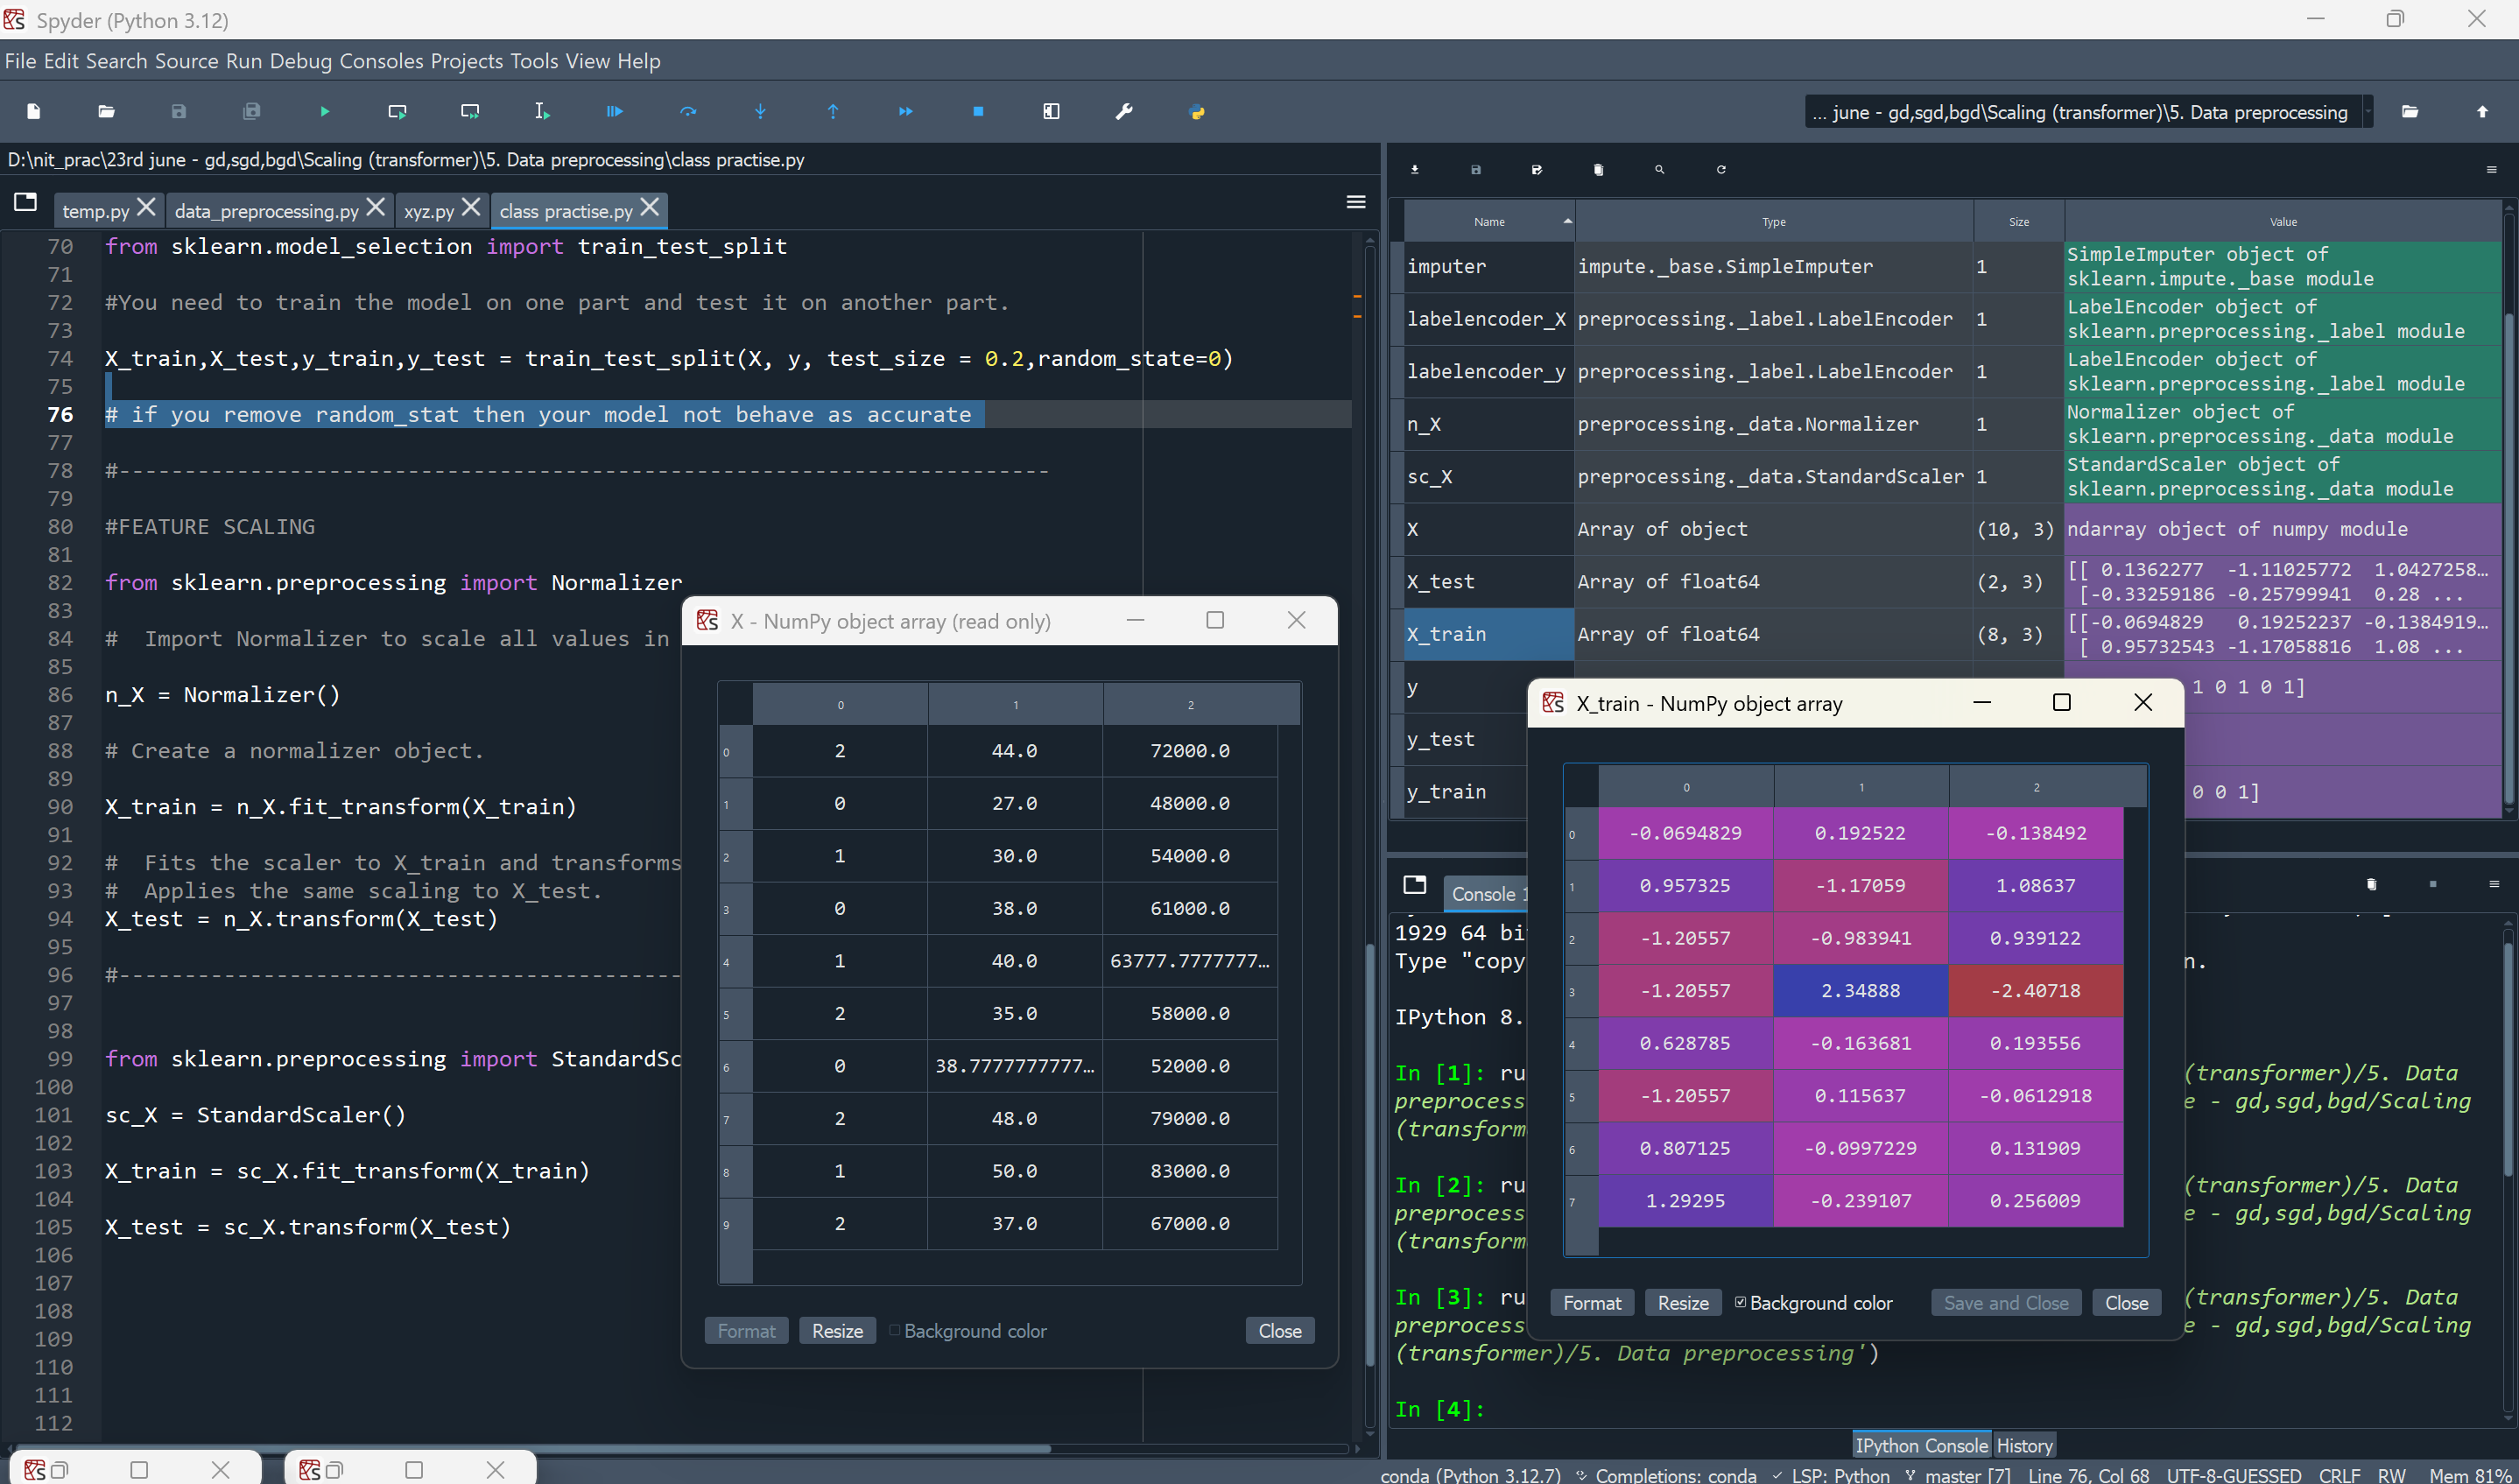 Spyder (Python 3.12)
File Edit Search Source Run Debug Consoles Projects Tools View Help
... june - gd,sgd,bgd\Scaling (transformer)\5. Data preprocessing
D:\nit_prac\23rd june - gd,sgd,bgd\Scaling (transformer)\5. Data preprocessing\class practise.py
temp.py data_preprocessing.py xyz.py class practise.py
70 from sklearn.model_selection import train_test_split
71
72 #You need to train the model on one part and test it on another part.
73
74 X_train,X_test,y_train,y_test = train_test_split(X, y, test_size = 0.2,random_state=0)
75
76 # if you remove random_stat then your model not behave as accurate
77
78 #-----------------------------------------------------------------------
79
80 #FEATURE SCALING
81
82 from sklearn.preprocessing import Normalizer
83
84 #  Import Normalizer to scale all values in
85
86 n_X = Normalizer()
87
88 # Create a normalizer object.
89
90 X_train = n_X.fit_transform(X_train)
91
92 #  Fits the scaler to X_train and transforms
93 #  Applies the same scaling to X_test.
94 X_test = n_X.transform(X_test)
95
96 #-------------------------------------------
97
98
99 from sklearn.preprocessing import StandardSc
100
101 sc_X = StandardScaler()
102
103 X_train = sc_X.fit_transform(X_train)
104
105 X_test = sc_X.transform(X_test)
106
107
108
109
110
111
112
X - NumPy object array (read only)
0 1 2
0 2 44.0 72000.0
1 0 27.0 48000.0
2 1 30.0 54000.0
3 0 38.0 61000.0
4 1 40.0 63777.7777777...
5 2 35.0 58000.0
6 0 38.7777777777... 52000.0
7 2 48.0 79000.0
8 1 50.0 83000.0
9 2 37.0 67000.0
Format Resize Background color Close
Name Type Size Value
imputer impute._base.SimpleImputer 1 SimpleImputer object of
sklearn.impute._base module
labelencoder_X preprocessing._label.LabelEncoder 1 LabelEncoder object of
sklearn.preprocessing._label module
labelencoder_y preprocessing._label.LabelEncoder 1 LabelEncoder object of
sklearn.preprocessing._label module
n_X preprocessing._data.Normalizer 1 Normalizer object of
sklearn.preprocessing._data module
sc_X preprocessing._data.StandardScaler 1 StandardScaler object of
sklearn.preprocessing._data module
X Array of object (10, 3) ndarray object of numpy module
X_test Array of float64 (2, 3) [[ 0.1362277  -1.11025772  1.0427258...
[-0.33259186 -0.25799941  0.28 ...
X_train Array of float64 (8, 3) [[-0.0694829   0.19252237 -0.1384919...
[ 0.95732543 -1.17058816  1.08 ...
y 1 0 1 0 1]
y_test
y_train 0 0 1]
X_train - NumPy object array
0 1 2
0 -0.0694829 0.192522 -0.138492
1 0.957325 -1.17059 1.08637
2 -1.20557 -0.983941 0.939122
3 -1.20557 2.34888 -2.40718
4 0.628785 -0.163681 0.193556
5 -1.20557 0.115637 -0.0612918
6 0.807125 -0.0997229 0.131909
7 1.29295 -0.239107 0.256009
Format Resize Background color Save and Close Close
Console 1
1929 64 bi
Type "copy n.
IPython 8.
In [1]: ru (transformer)/5. Data
preprocess e - gd,sgd,bgd/Scaling
(transform
In [2]: ru (transformer)/5. Data
preprocess e - gd,sgd,bgd/Scaling
(transform
In [3]: ru (transformer)/5. Data
preprocess e - gd,sgd,bgd/Scaling
(transformer)/5. Data preprocessing')
In [4]:
IPython Console History
conda (Python 3.12.7) Completions: conda LSP: Python master [7] Line 76, Col 68 UTF-8-GUESSED CRLF RW Mem 81%